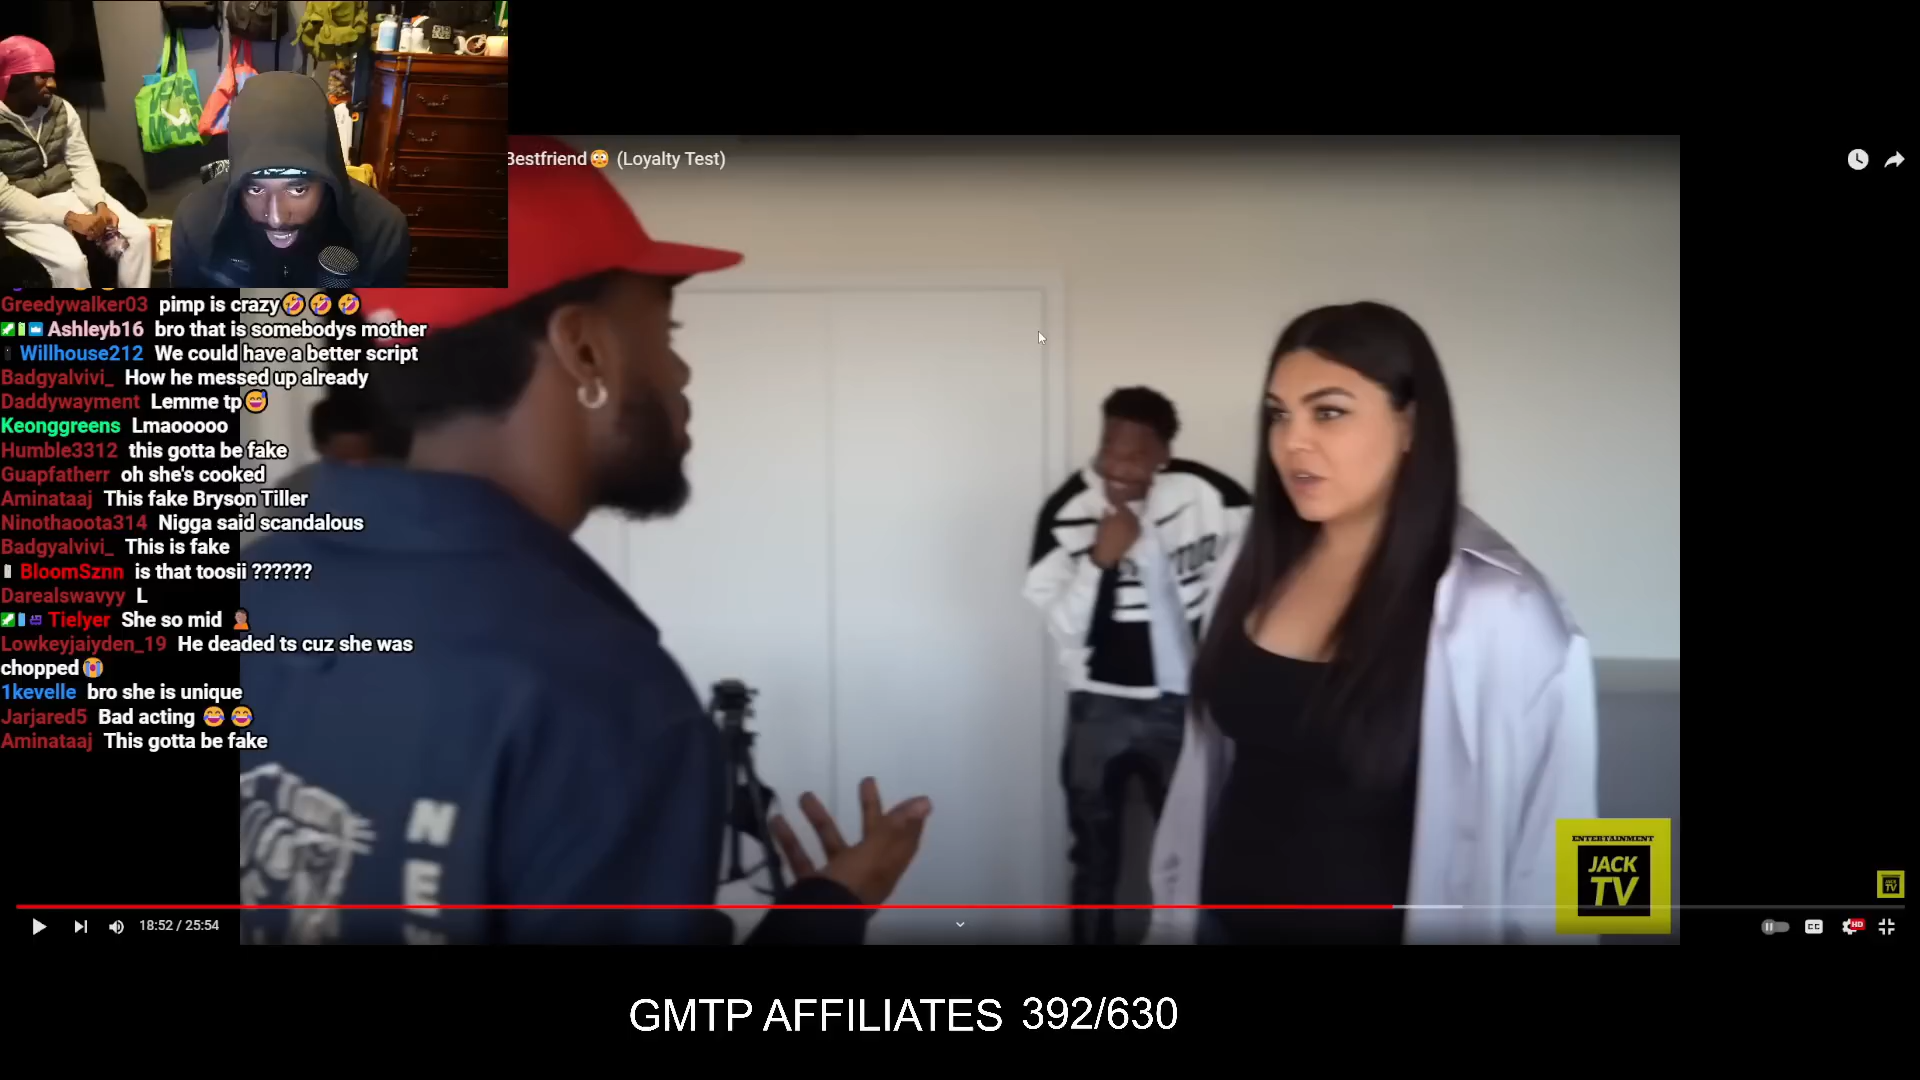 Bestfriend😳 (Loyalty Test)
Greedywalker03 pimp is crazy🤣🤣🤣
Ashleyb16 bro that is somebodys mother
Willhouse212 We could have a better script
Badgyalvivi_ How he messed up already
Daddywayment Lemme tp😅
Keonggreens Lmaooooo
Humble3312 this gotta be fake
Guapfatherr oh she's cooked
Aminataaj This fake Bryson Tiller
Ninothaoota314 Nigga said scandalous
Badgyalvivi_ This is fake
BloomSznn is that toosii ??????
Darealswavyy L
Tielyer She so mid
Lowkeyjaiyden_19 He deaded ts cuz she was
chopped😭
1kevelle bro she is unique
Jarjared5 Bad acting 😂😂
Aminataaj This gotta be fake
N
E
ENTERTAINMENT
JACK
TV
18:52 / 25:54
CC
HD
GMTP AFFILIATES 392/630